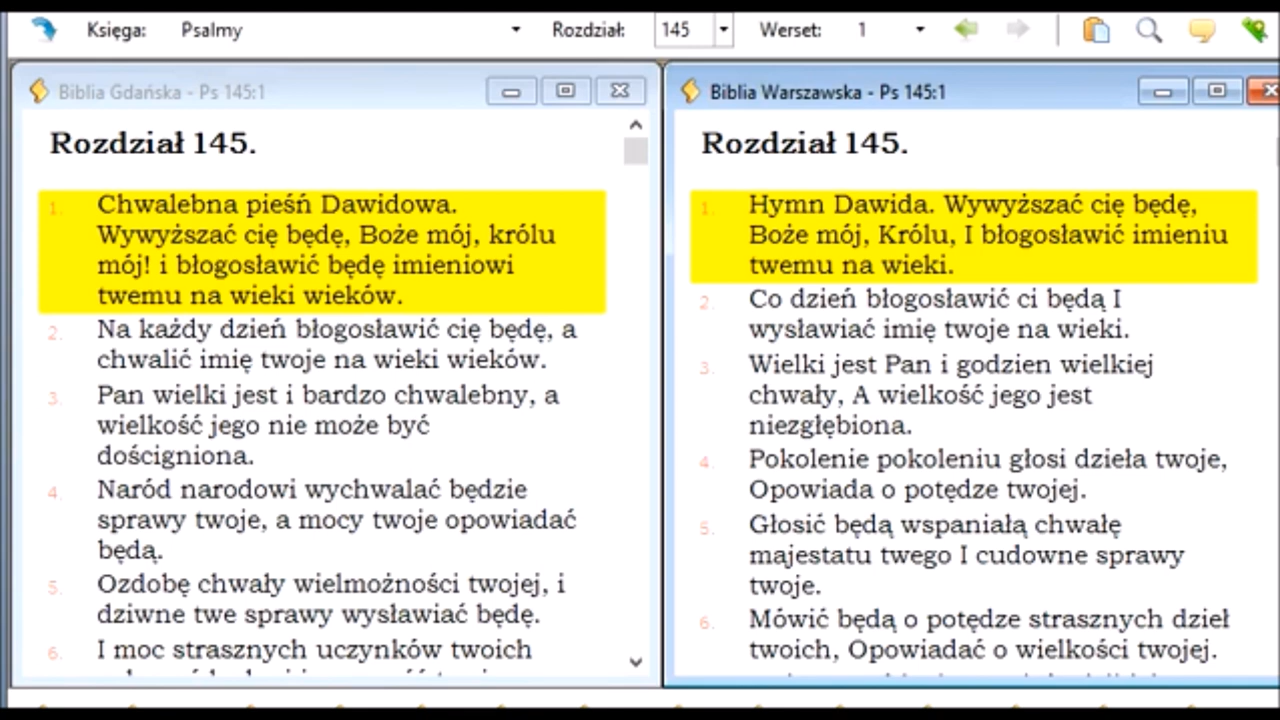 Księga: Psalmy Rozdział: 145 Werset: 1
Biblia Gdańska - Ps 145:1
Rozdział 145.
1. Chwalebna pieśń Dawidowa.
Wywyższać cię będę, Boże mój, królu
mój! i błogosławić będę imieniowi
twemu na wieki wieków.
2. Na każdy dzień błogosławić cię będę, a
chwalić imię twoje na wieki wieków.
3. Pan wielki jest i bardzo chwalebny, a
wielkość jego nie może być
dościgniona.
4. Naród narodowi wychwalać będzie
sprawy twoje, a mocy twoje opowiadać
będą.
5. Ozdobę chwały wielmożności twojej, i
dziwne twe sprawy wysławiać będę.
6. I moc strasznych uczynków twoich
Biblia Warszawska - Ps 145:1
Rozdział 145.
1. Hymn Dawida. Wywyższać cię będę,
Boże mój, Królu, I błogosławić imieniu
twemu na wieki.
2. Co dzień błogosławić ci będą I
wysławiać imię twoje na wieki.
3. Wielki jest Pan i godzien wielkiej
chwały, A wielkość jego jest
niezgłębiona.
4. Pokolenie pokoleniu głosi dzieła twoje,
Opowiada o potędze twojej.
5. Głosić będą wspaniałą chwałę
majestatu twego I cudowne sprawy
twoje.
6. Mówić będą o potędze strasznych dzieł
twoich, Opowiadać o wielkości twojej.